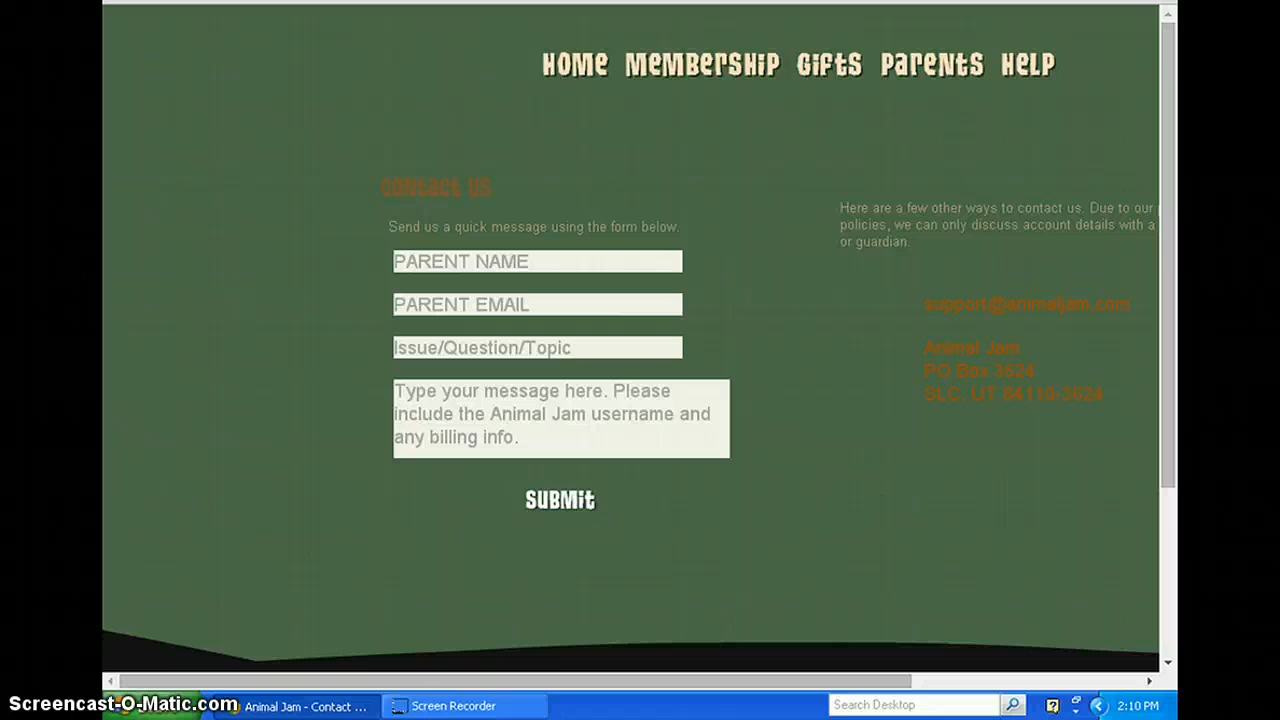 HOME MEMBERSHIP GIFTS PARENTS HELP
CONTACT US
Send us a quick message using the form below.
PARENT NAME
PARENT EMAIL
Issue/Question/Topic
Type your message here. Please
include the Animal Jam username and
any billing info.
SUBMIT
Here are a few other ways to contact us. Due to our
policies, we can only discuss account details with a
or guardian.
support@animaljam.com
Animal Jam
PO Box 3624
SLC, UT 84110-3624
Screencast-O-Matic.com
Animal Jam - Contact ...
Screen Recorder
Search Desktop
2:10 PM